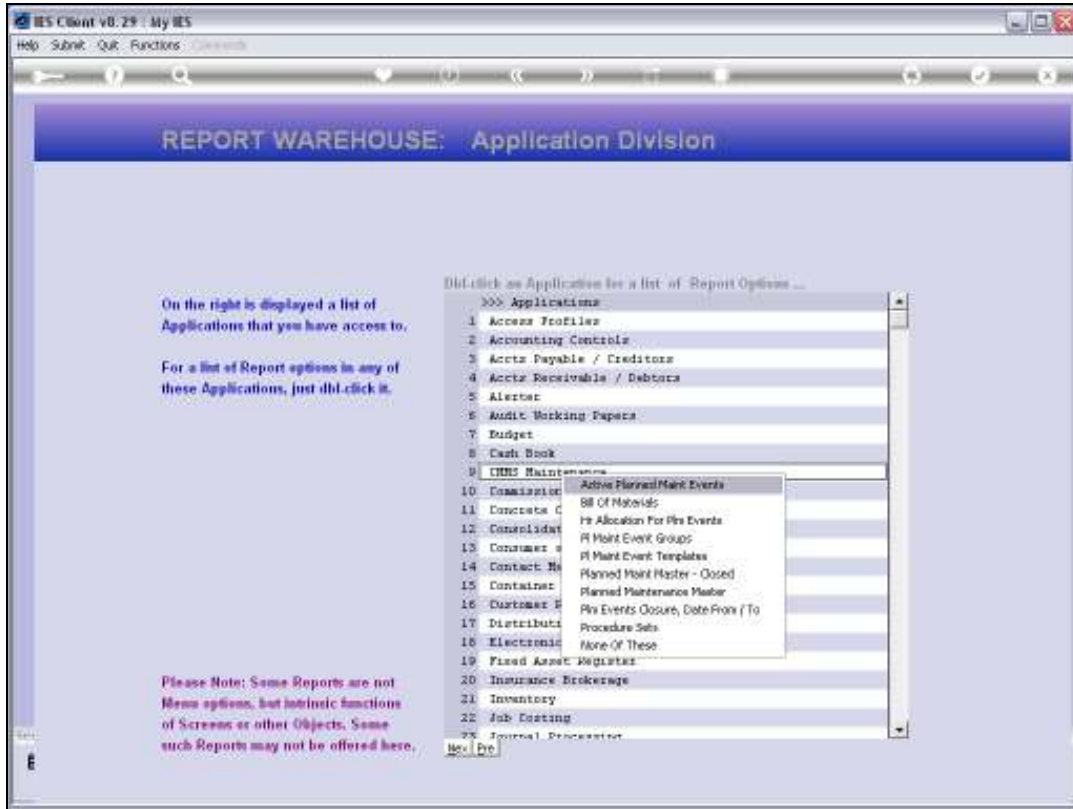 IES Client v8.29 : My IES
Help Submit Quit Functions Commands
REPORT WAREHOUSE: Application Division
Dbl-click an Application for a list of Report Options ...
On the right is displayed a list of
Applications that you have access to.
For a list of Report options in any of
these Applications, just dbl.click it.
>>> Applications
1 Access Profiles
2 Accounting Controls
3 Accts Payable / Creditors
4 Accts Receivable / Debtors
5 Alerter
6 Audit Working Papers
7 Budget
8 Cash Book
9 CMMS Maintenance
10 Commission
11 Concrete C
12 Consolidat
13 Consumer
14 Contact Ma
15 Container
16 Customer
17 Distributi
18 Electronic
19 Fixed Asset Register
20 Insurance Brokerage
21 Inventory
22 Job Costing
23 Journal Processing
Active Planned Maint Events
Bill Of Materials
Hr Allocation For Plm Events
Pl Maint Event Groups
Pl Maint Event Templates
Planned Maint Master - Closed
Planned Maintenance Master
Plm Events Closure, Date From / To
Procedure Sets
None Of These
Please Note: Some Reports are not
Menu options, but intrinsic functions
of Screens or other Objects. Some
such Reports may not be offered here.
Nex Pre